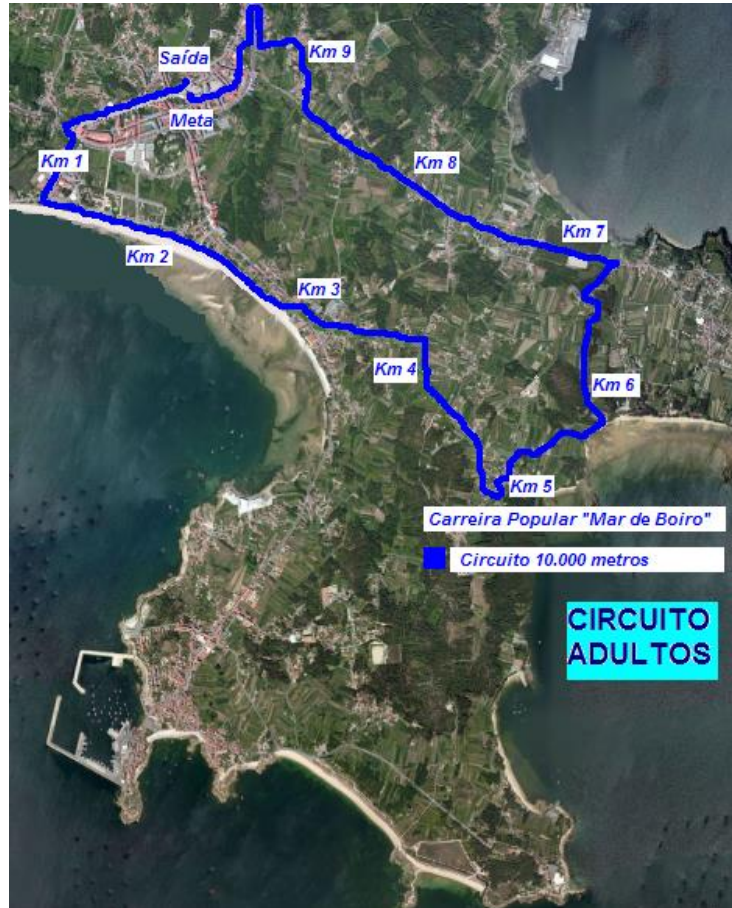 Saída
Km 9
Meta
Km 1
Km 8
Km 2
Km 7
Km 3
Km 4
Km 6
Km 5
Carreira Popular "Mar de Boiro"
Circuito 10.000 metros
CIRCUITO
ADULTOS